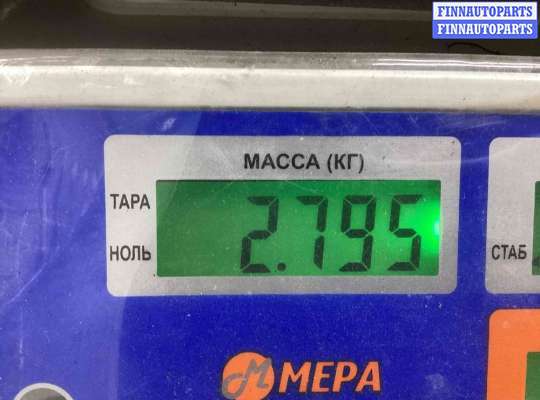 FINNAUTOPARTS
FINNAUTOPARTS
МАССА (КГ)
ТАРА
НОЛЬ
2.795
СТАБ
МЕРА